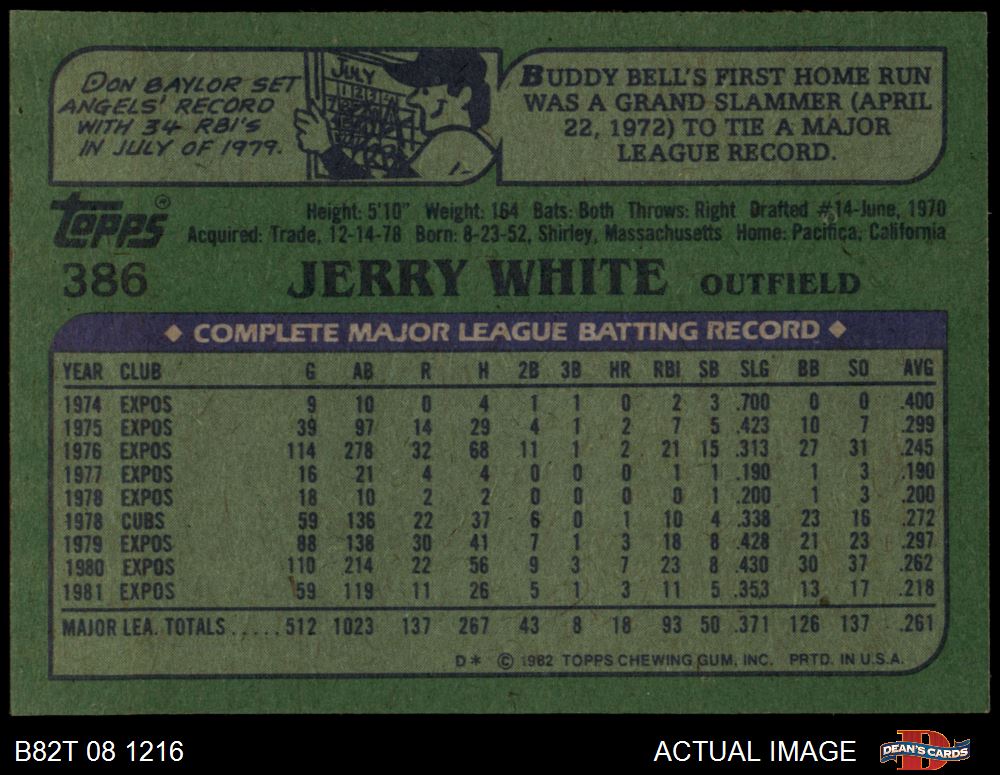 DON BAYLOR SET
ANGELS' RECORD
WITH 34 RBI'S
IN JULY OF 1979.
JULY
BUDDY BELL'S FIRST HOME RUN
WAS A GRAND SLAMMER (APRIL
22, 1972) TO TIE A MAJOR
LEAGUE RECORD.
TOPPS®
Height: 5'10" Weight: 164 Bats: Both Throws: Right Drafted #14-June, 1970
Acquired: Trade, 12-14-78 Born: 8-23-52, Shirley, Massachusetts Home: Pacifica, California
386 JERRY WHITE OUTFIELD
◆ COMPLETE MAJOR LEAGUE BATTING RECORD ◆
YEAR CLUB G AB R H 2B 3B HR RBI SB SLG BB SO AVG
1974 EXPOS 9 10 0 4 1 1 0 2 3 .700 0 0 .400
1975 EXPOS 39 97 14 29 4 1 2 7 5 .423 10 7 .299
1976 EXPOS 114 278 32 68 11 1 2 21 15 .313 27 31 .245
1977 EXPOS 16 21 4 4 0 0 0 1 1 .190 1 3 .190
1978 EXPOS 18 10 2 2 0 0 0 0 1 .200 1 3 .200
1978 CUBS 59 136 22 37 6 0 1 10 4 .338 23 16 .272
1979 EXPOS 88 138 30 41 7 1 3 18 8 .428 21 23 .297
1980 EXPOS 110 214 22 56 9 3 7 23 8 .430 30 37 .262
1981 EXPOS 59 119 11 26 5 1 3 11 5 .353 13 17 .218
MAJOR LEA. TOTALS.....512 1023 137 267 43 8 18 93 50 .371 126 137 .261
D* © 1982 TOPPS CHEWING GUM, INC. PRTD. IN U.S.A.
B82T 08 1216 ACTUAL IMAGE DEAN'S CARDS